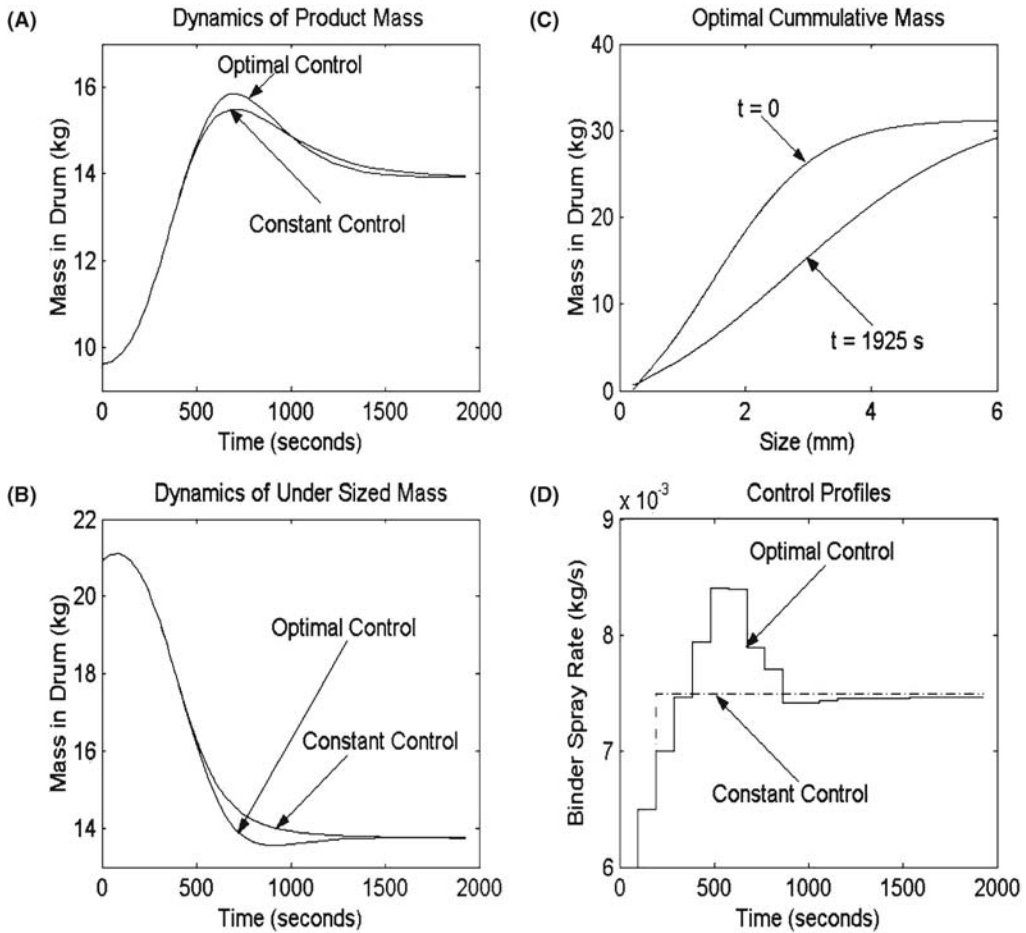 (A) Dynamics of Product Mass
16
14
12
10
Mass in Drum (kg)
Optimal Control
Constant Control
0 500 1000 1500 2000
Time (seconds)
(C) Optimal Cummulative Mass
40
30
20
10
0
Mass in Drum (kg)
t = 0
t = 1925 s
0 2 4 6
Size (mm)
(B) Dynamics of Under Sized Mass
22
20
18
16
14
Mass in Drum (kg)
Optimal Control
Constant Control
0 500 1000 1500 2000
Time (seconds)
(D) Control Profiles
x 10⁻³
9
8
7
6
Binder Spray Rate (kg/s)
Optimal Control
Constant Control
0 500 1000 1500 2000
Time (seconds)